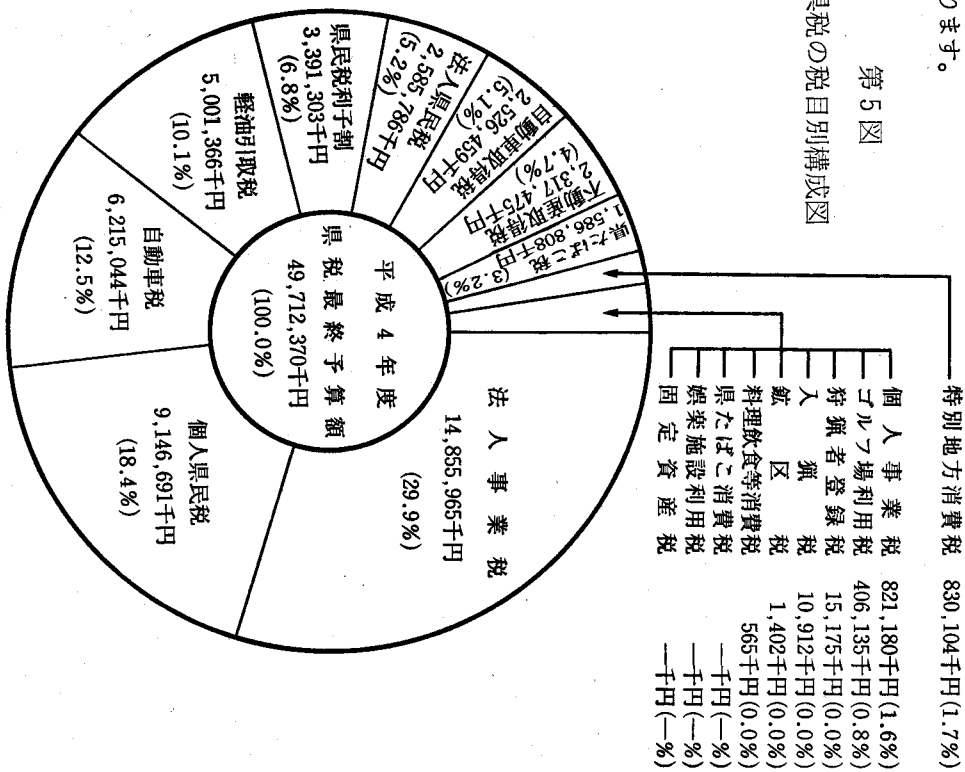 ります。
第5図
県税の税目別構成図
平成4年度
県税最終予算額
49,712,370千円
(100.0%)
法人事業税
14,855,965千円
(29.9%)
個人県民税
9,146,691千円
(18.4%)
自動車税
6,215,044千円
(12.5%)
軽油引取税
5,001,366千円
(10.1%)
県民税利子割
3,391,303千円
(6.8%)
法人県民税
2,585,786千円
(5.2%)
自動車取得税
2,526,459千円
(5.1%)
不動産取得税
2,317,475千円
(4.7%)
県たばこ税
1,586,808千円
(3.2%)
特別地方消費税 830,104千円(1.7%)
個人事業税 821,180千円(1.6%)
ゴルフ場利用税 406,135千円(0.8%)
狩猟者登録税 15,175千円(0.0%)
入猟税 10,912千円(0.0%)
鉱区税 1,402千円(0.0%)
料理飲食等消費税 565千円(0.0%)
県たばこ消費税 ―千円(―%)
娯楽施設利用税 ―千円(―%)
固定資産税 ―千円(―%)